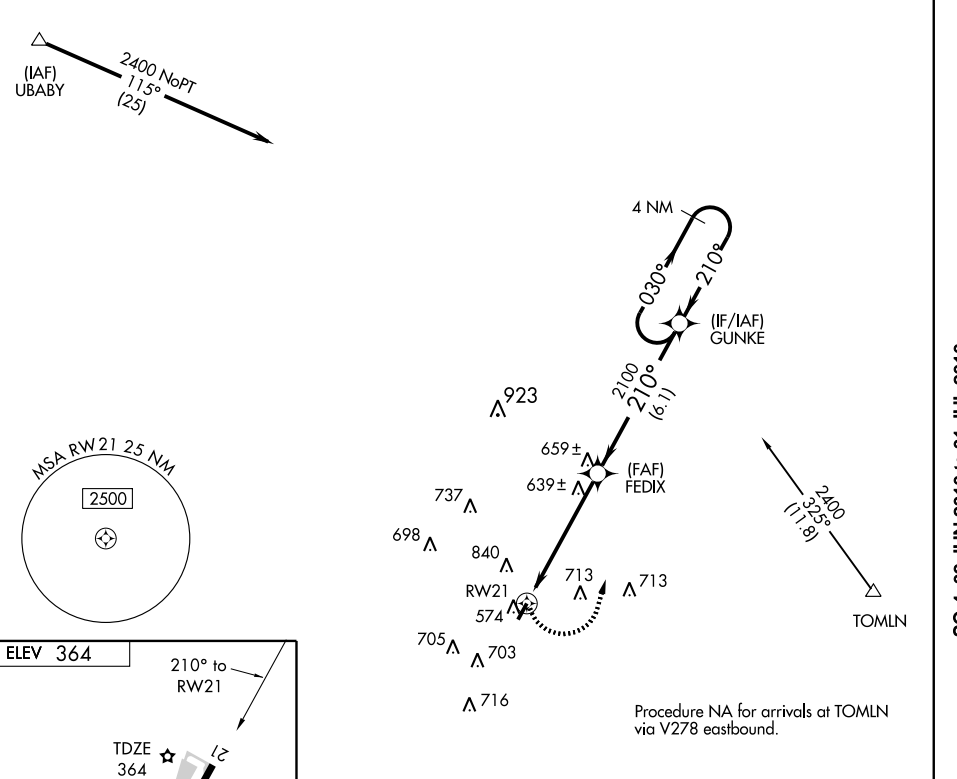 (IAF)
UBABY
2400 NoPT
115°
(25)
4 NM
030°
210°
(IF/IAF)
GUNKE
2100
210°
(6.1)
923
659±
(FAF)
FEDIX
639±
MSA RW21 25 NM
2500
737
698
840
2400
325°
(11.8)
RW21
574
713
713
TOMLN
705
703
716
ELEV 364
210° to
RW21
Procedure NA for arrivals at TOMLN
via V278 eastbound.
21
TDZE
364